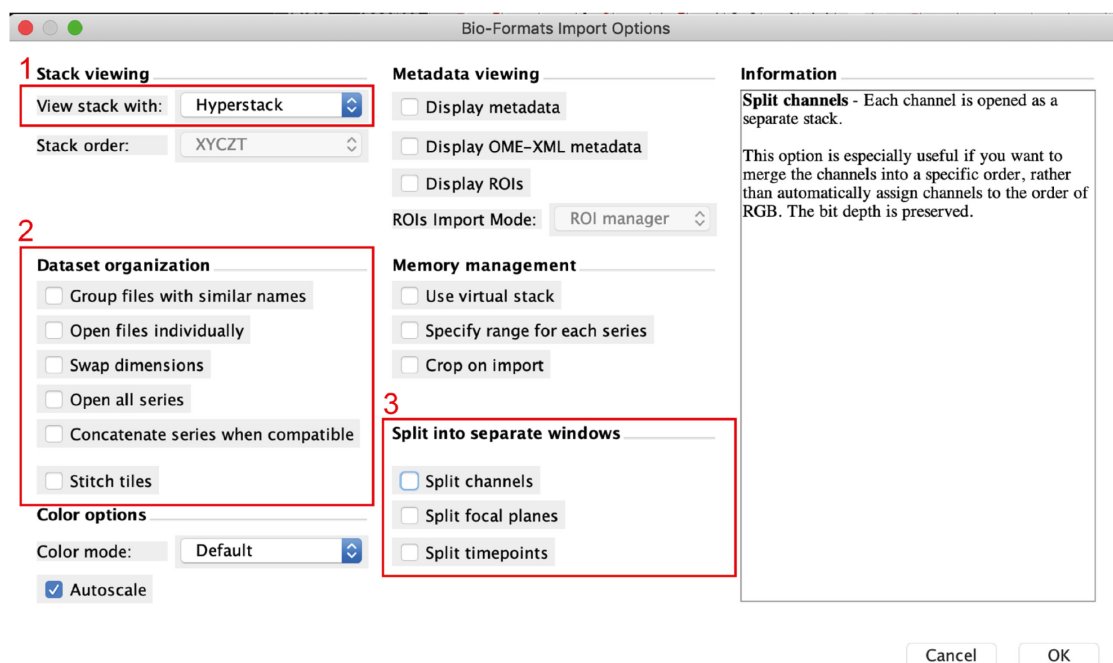 Bio-Formats Import Options
1
Stack viewing
View stack with: Hyperstack
Stack order: XYCZT
2
Dataset organization
Group files with similar names
Open files individually
Swap dimensions
Open all series
Concatenate series when compatible
Stitch tiles
Color options
Color mode: Default
Autoscale
Metadata viewing
Display metadata
Display OME-XML metadata
Display ROIs
ROIs Import Mode: ROI manager
Memory management
Use virtual stack
Specify range for each series
Crop on import
3
Split into separate windows
Split channels
Split focal planes
Split timepoints
Information
Split channels - Each channel is opened as a
separate stack.
This option is especially useful if you want to
merge the channels into a specific order, rather
than automatically assign channels to the order of
RGB. The bit depth is preserved.
Cancel OK